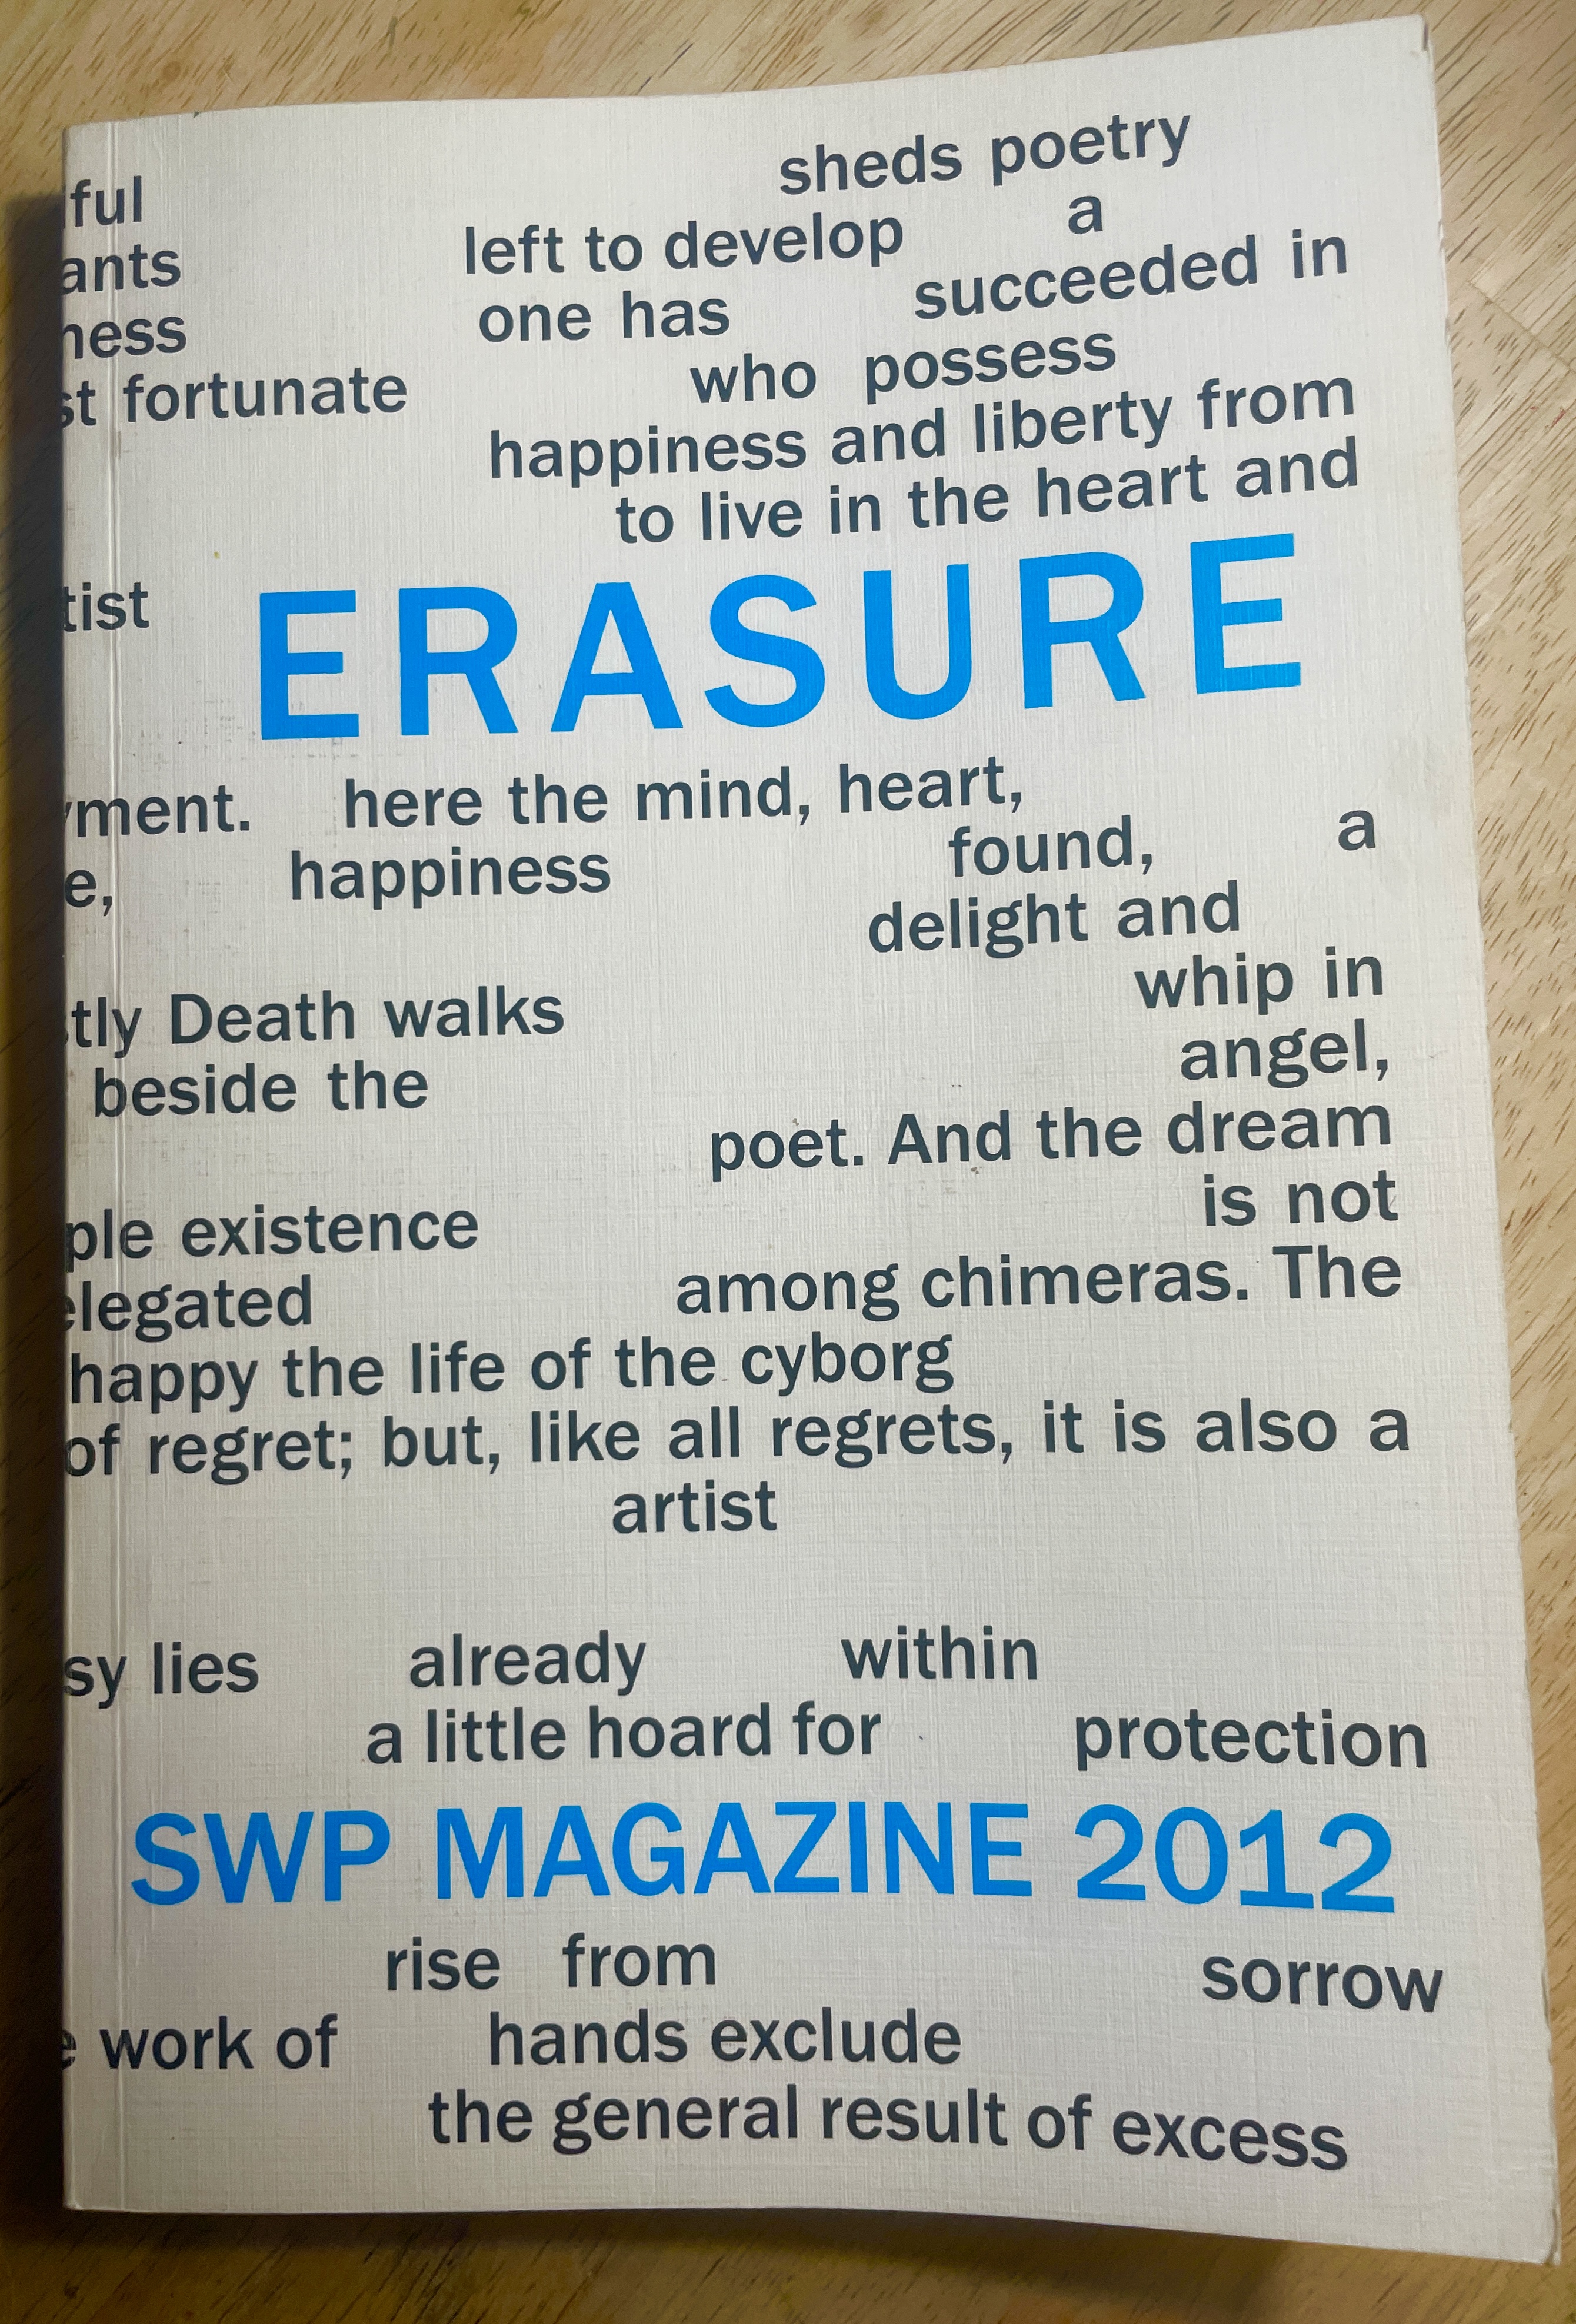 ful sheds poetry
ants left to develop a
ness one has succeeded in
st fortunate who possess
happiness and liberty from
to live in the heart and
tist ERASURE
ment. here the mind, heart,
e, happiness found, a
delight and
tly Death walks whip in
beside the angel,
poet. And the dream
ple existence is not
legated among chimeras. The
happy the life of the cyborg
of regret; but, like all regrets, it is also a
artist
sy lies already within
a little hoard for protection
SWP MAGAZINE 2012
rise from sorrow
e work of hands exclude
the general result of excess